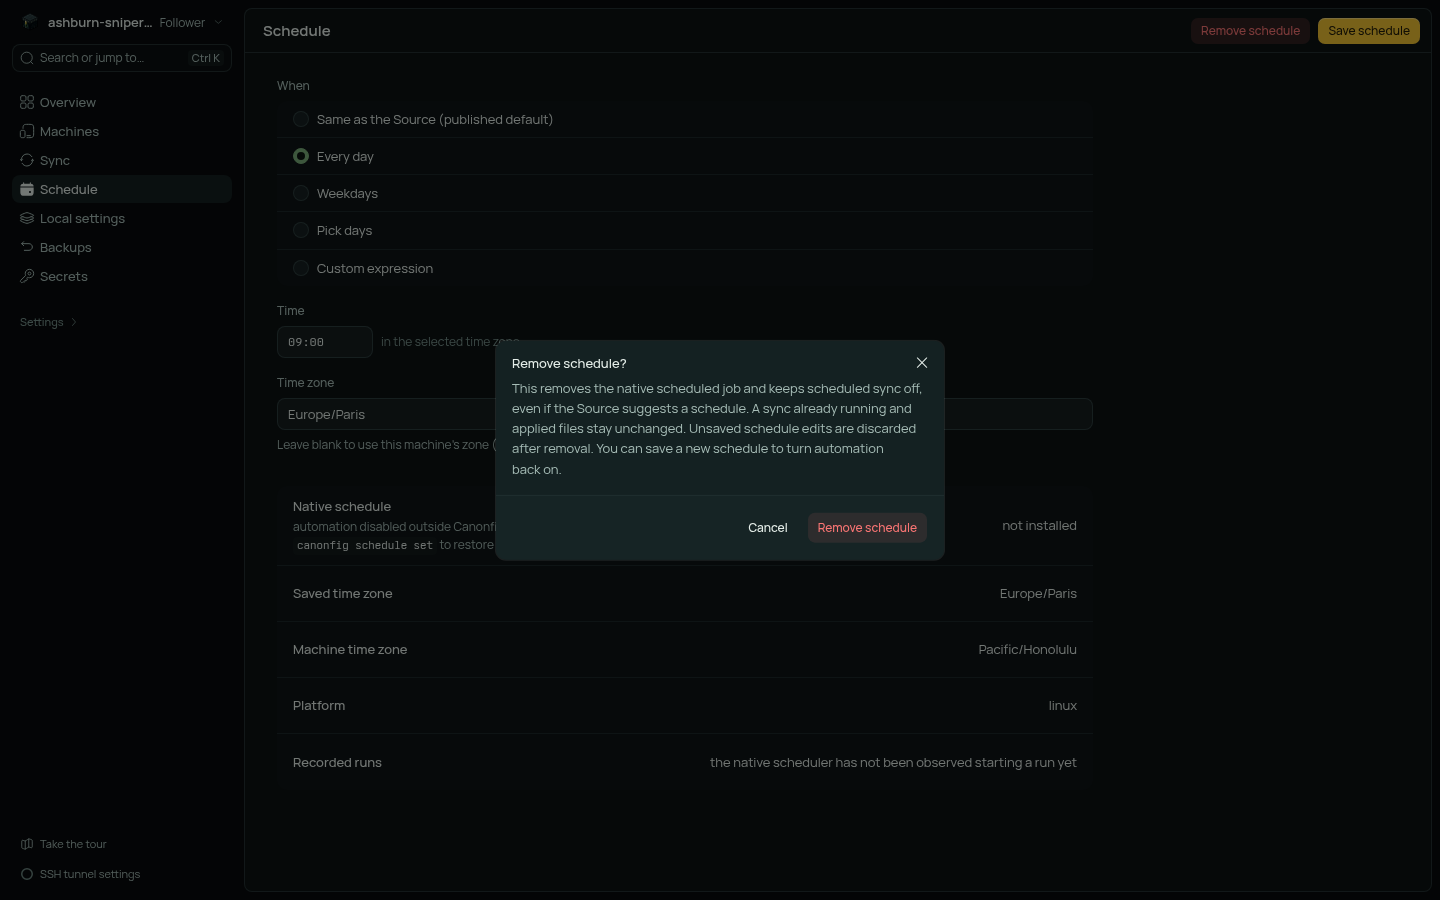 ashburn-sniper... Follower
Search or jump to... Ctrl K
Overview
Machines
Sync
Schedule
Local settings
Backups
Secrets
Settings
Take the tour
SSH tunnel settings
Schedule
Remove schedule
Save schedule
When
Same as the Source (published default)
Every day
Weekdays
Pick days
Custom expression
Time
09:00 in the selected time zone
Time zone
Europe/Paris
Leave blank to use this machine's zone (
Native schedule
automation disabled outside Canonfi
canonfig schedule set to restore
not installed
Saved time zone Europe/Paris
Machine time zone Pacific/Honolulu
Platform linux
Recorded runs the native scheduler has not been observed starting a run yet
Remove schedule?
This removes the native scheduled job and keeps scheduled sync off,
even if the Source suggests a schedule. A sync already running and
applied files stay unchanged. Unsaved schedule edits are discarded
after removal. You can save a new schedule to turn automation
back on.
Cancel
Remove schedule